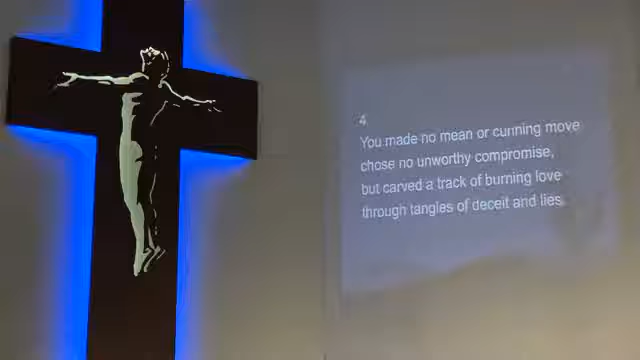 4
You made no mean or cunning move
chose no unworthy compromise,
but carved a track of burning love
through tangles of deceit and lies.